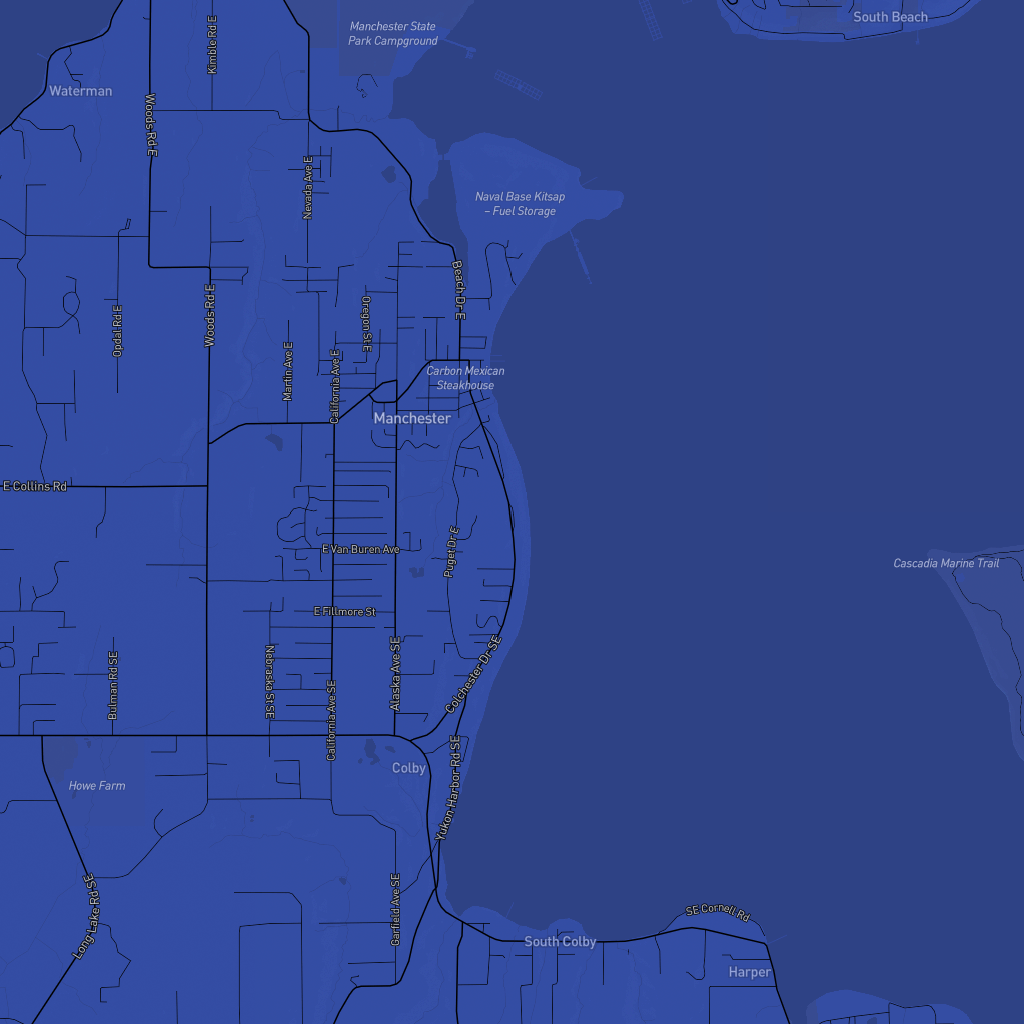 South Beach
Manchester State
Park Campground
Kimble Rd E
Waterman
Woods Rd E
Nevada Ave E
Naval Base Kitsap
– Fuel Storage
Beach Dr E
Woods Rd E
Opdal Rd E
Oregon St E
Martin Ave E
California Ave E
Carbon Mexican
Steakhouse
Manchester
E Collins Rd
Puget Dr E
E Van Buren Ave
Cascadia Marine Trail
E Fillmore St
Bulman Rd SE
Nebraska St SE
California Ave SE
Alaska Ave SE
Colchester Dr SE
Colby
Howe Farm
Yukon Harbor Rd SE
Long Lake Rd SE
Garfield Ave SE
SE Cornell Rd
South Colby
Harper